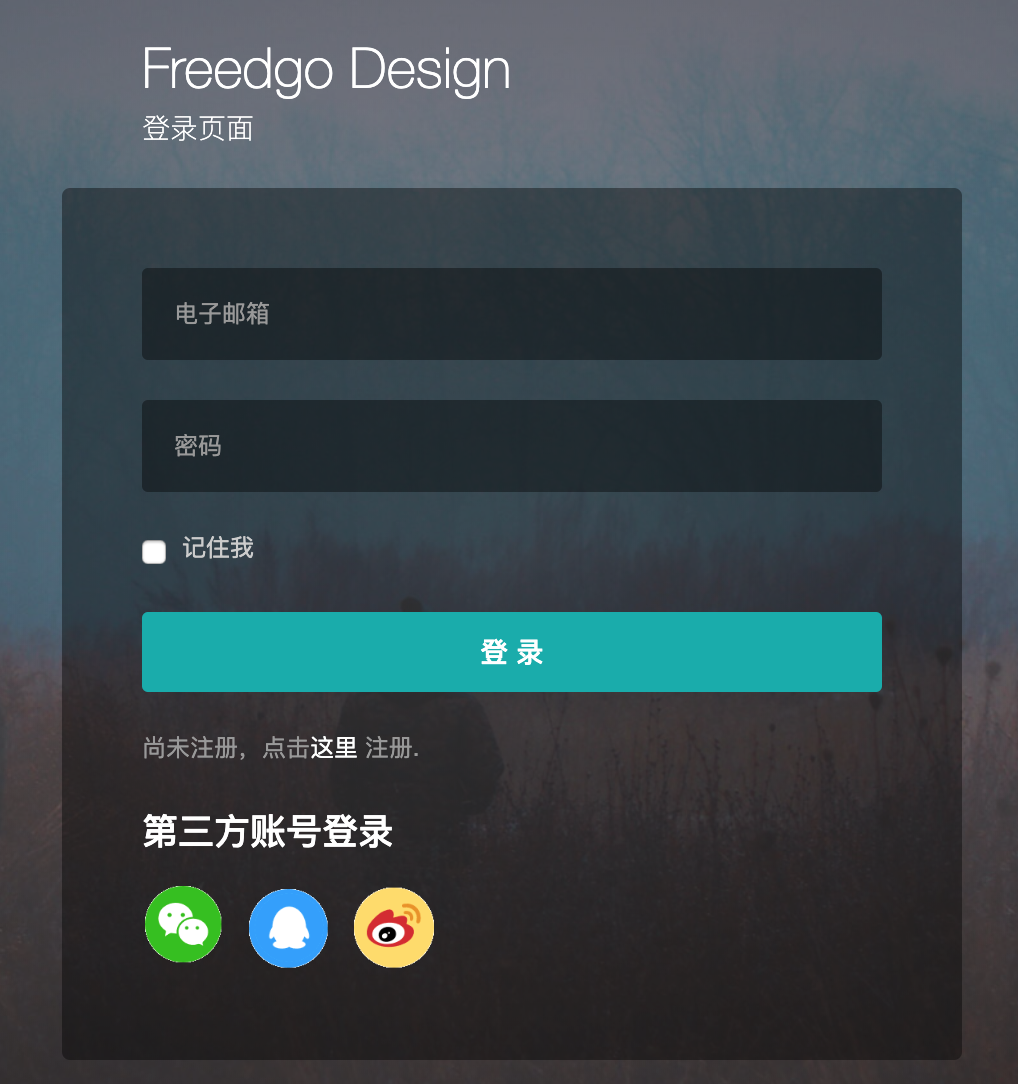 Freedgo Design
登录页面
电子邮箱
密码
记住我
登 录
尚未注册，点击这里 注册.
第三方账号登录